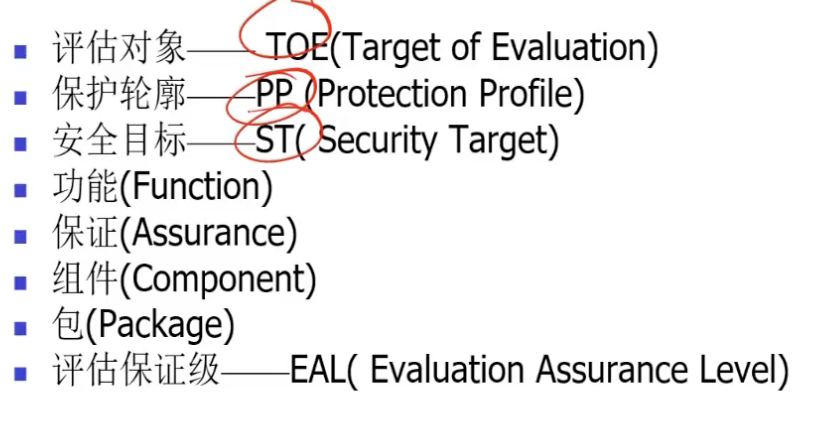 评估对象—— TOE(Target of Evaluation)
保护轮廓——PP (Protection Profile)
安全目标——ST( Security Target)
功能(Function)
保证(Assurance)
组件(Component)
包(Package)
评估保证级——EAL( Evaluation Assurance Level)